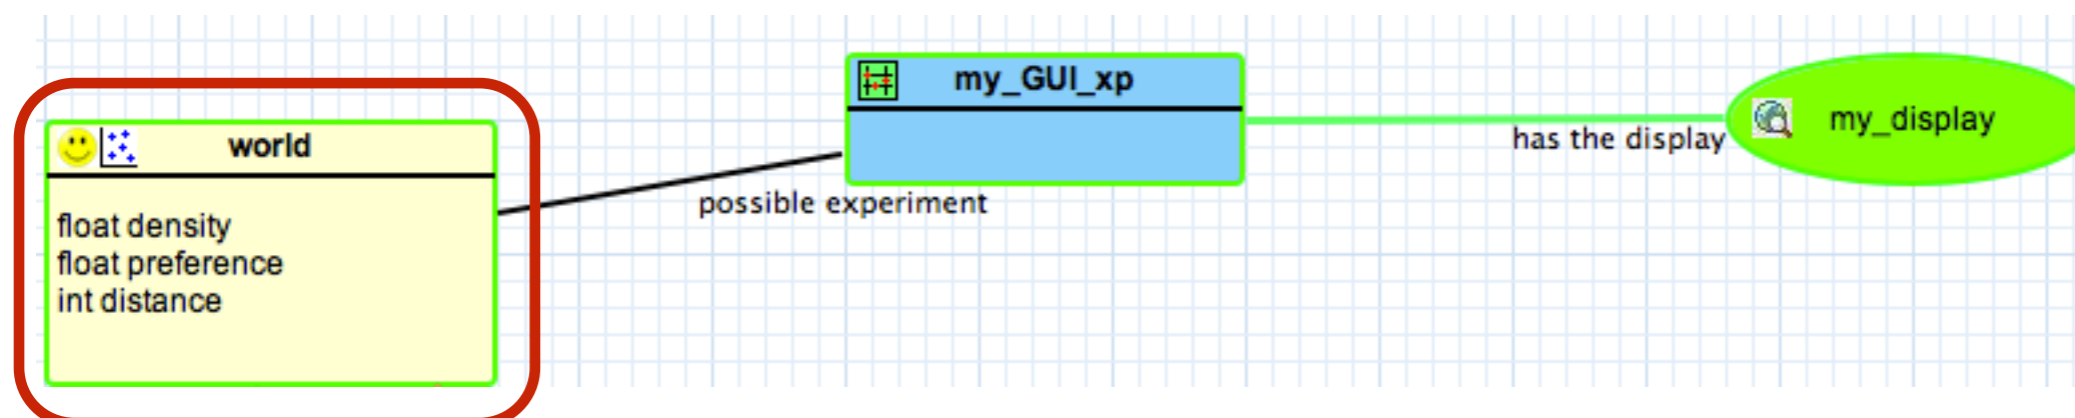 world
float density
float preference
int distance
possible experiment
my_GUI_xp
has the display
my_display